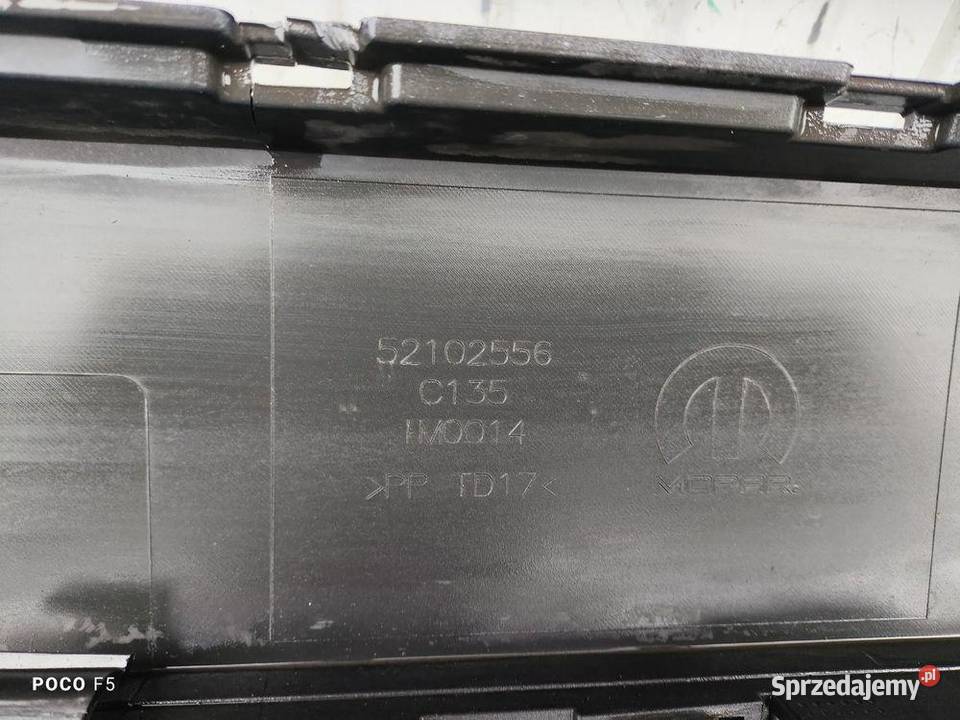 52102556
C135
IM0014
>PP TD17<
MOPAR
POCO F5
Sprzedajemy.pl